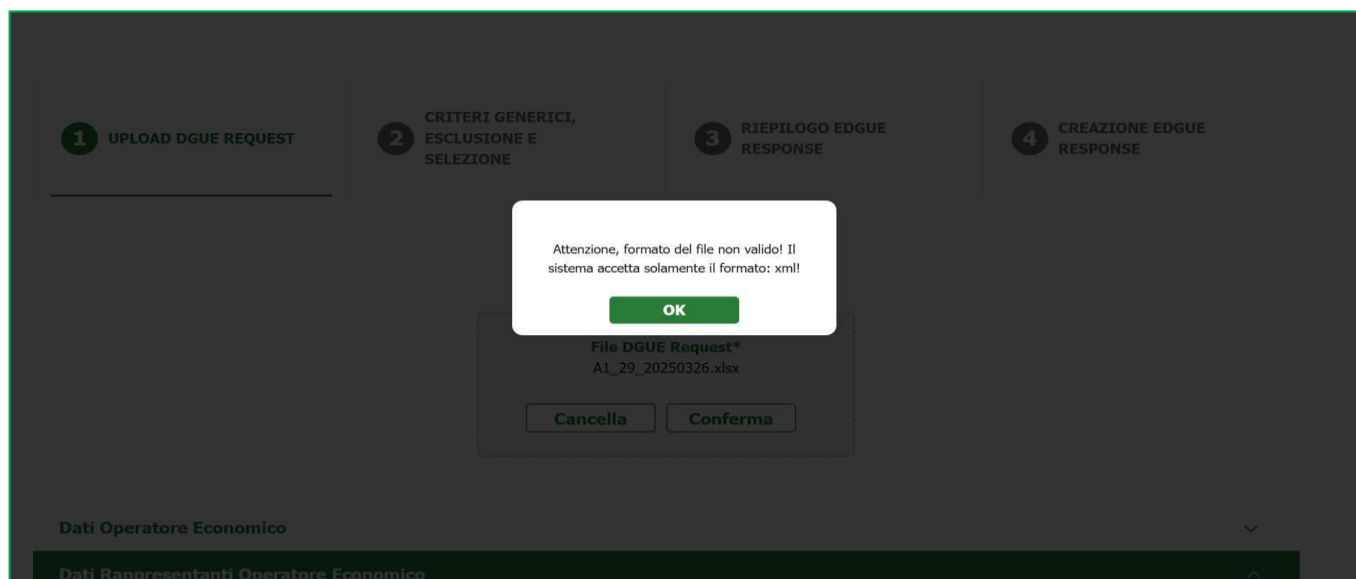 1 UPLOAD DGUE REQUEST
2 CRITERI GENERICI,
ESCLUSIONE E
SELEZIONE
3 RIEPILOGO EDGUE
RESPONSE
4 CREAZIONE EDGUE
RESPONSE
Attenzione, formato del file non valido! Il
sistema accetta solamente il formato: xml!
OK
File DGUE Request*
A1_29_20250326.xlsx
Cancella Conferma
Dati Operatore Economico
Dati Rappresentanti Operatore Economico